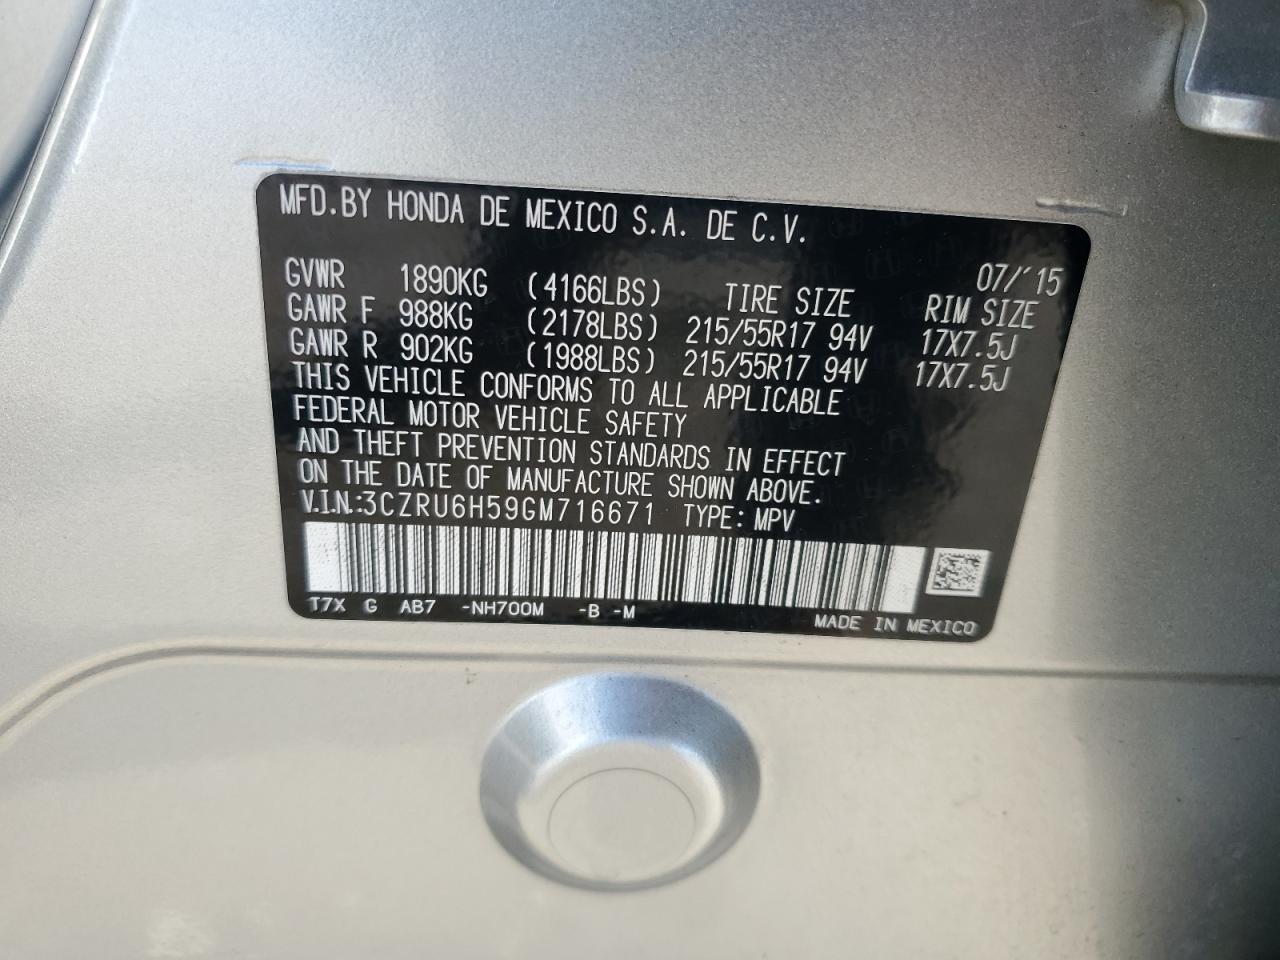 MFD.BY HONDA DE MEXICO S.A. DE C.V.
07/'15
GVWR 1890KG (4166LBS) TIRE SIZE RIM SIZE
GAWR F 988KG (2178LBS) 215/55R17 94V 17X7.5J
GAWR R 902KG (1988LBS) 215/55R17 94V 17X7.5J
THIS VEHICLE CONFORMS TO ALL APPLICABLE
FEDERAL MOTOR VEHICLE SAFETY
AND THEFT PREVENTION STANDARDS IN EFFECT
ON THE DATE OF MANUFACTURE SHOWN ABOVE.
V.I.N.:3CZRU6H59GM716671 TYPE: MPV
T7X G AB7 -NH700M -B -M
MADE IN MEXICO